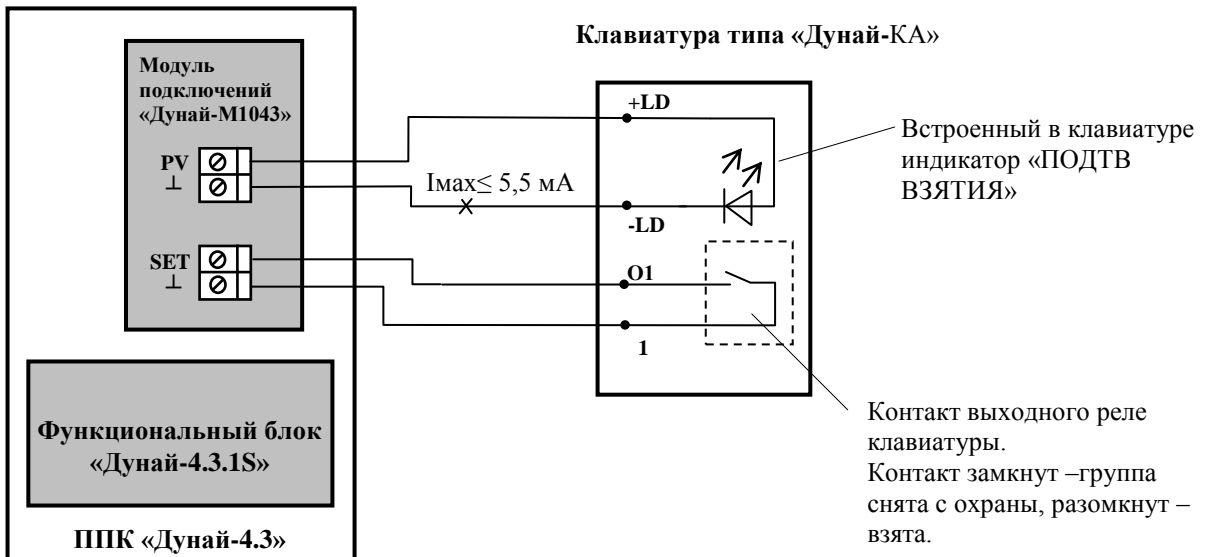 Клавиатура типа «Дунай-КА»
Модуль
подключений
«Дунай-М1043»
PV
⊥
SET
⊥
Iмах≤ 5,5 мА
+LD
-LD
O1
1
Встроенный в клавиатуре
индикатор «ПОДТВ
ВЗЯТИЯ»
Контакт выходного реле
клавиатуры.
Контакт замкнут –группа
снята с охраны, разомкнут –
взята.
Функциональный блок
«Дунай-4.3.1S»
ППК «Дунай-4.3»